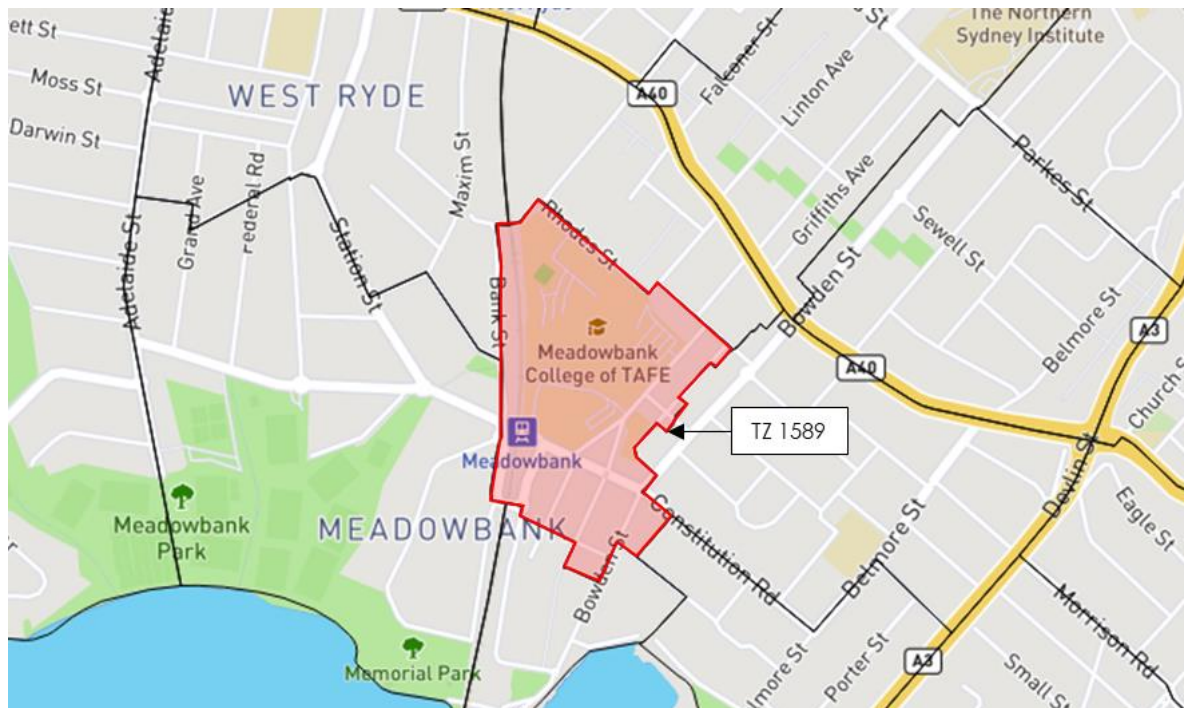 ett St
Moss St
Darwin St
Adelaid
WEST RYDE
Grand Ave
Federal Rd
Station St
Maxim St
Adelaide St
A40
Falconer St
Linton Ave
The Northern
Sydney Institute
Parkes St
Griffiths Ave
Sewell St
Bowden St
Rhodes St
Bank St
Meadowbank
College of TAFE
Meadowbank
TZ 1589
A40
A3
Belmore St
Church S
Devlin St
Eagle St
Meadowbank
Park
MEADOWBANK
Constitution Rd
Bowden St
Belmore St
Morrison Rd
Memorial Park
lmore St
Porter St
A3
Small St